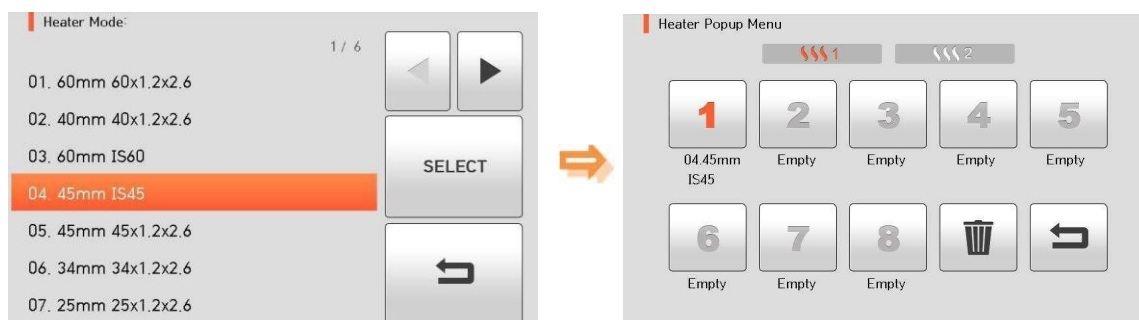 Heater Mode:
1 / 6
01. 60mm 60x1.2x2.6
02. 40mm 40x1.2x2.6
03. 60mm IS60
04. 45mm IS45
05. 45mm 45x1.2x2.6
06. 34mm 34x1.2x2.6
07. 25mm 25x1.2x2.6
SELECT
Heater Popup Menu
1 2
1 2 3 4 5
04.45mm Empty Empty Empty Empty
IS45
6 7 8
Empty Empty Empty